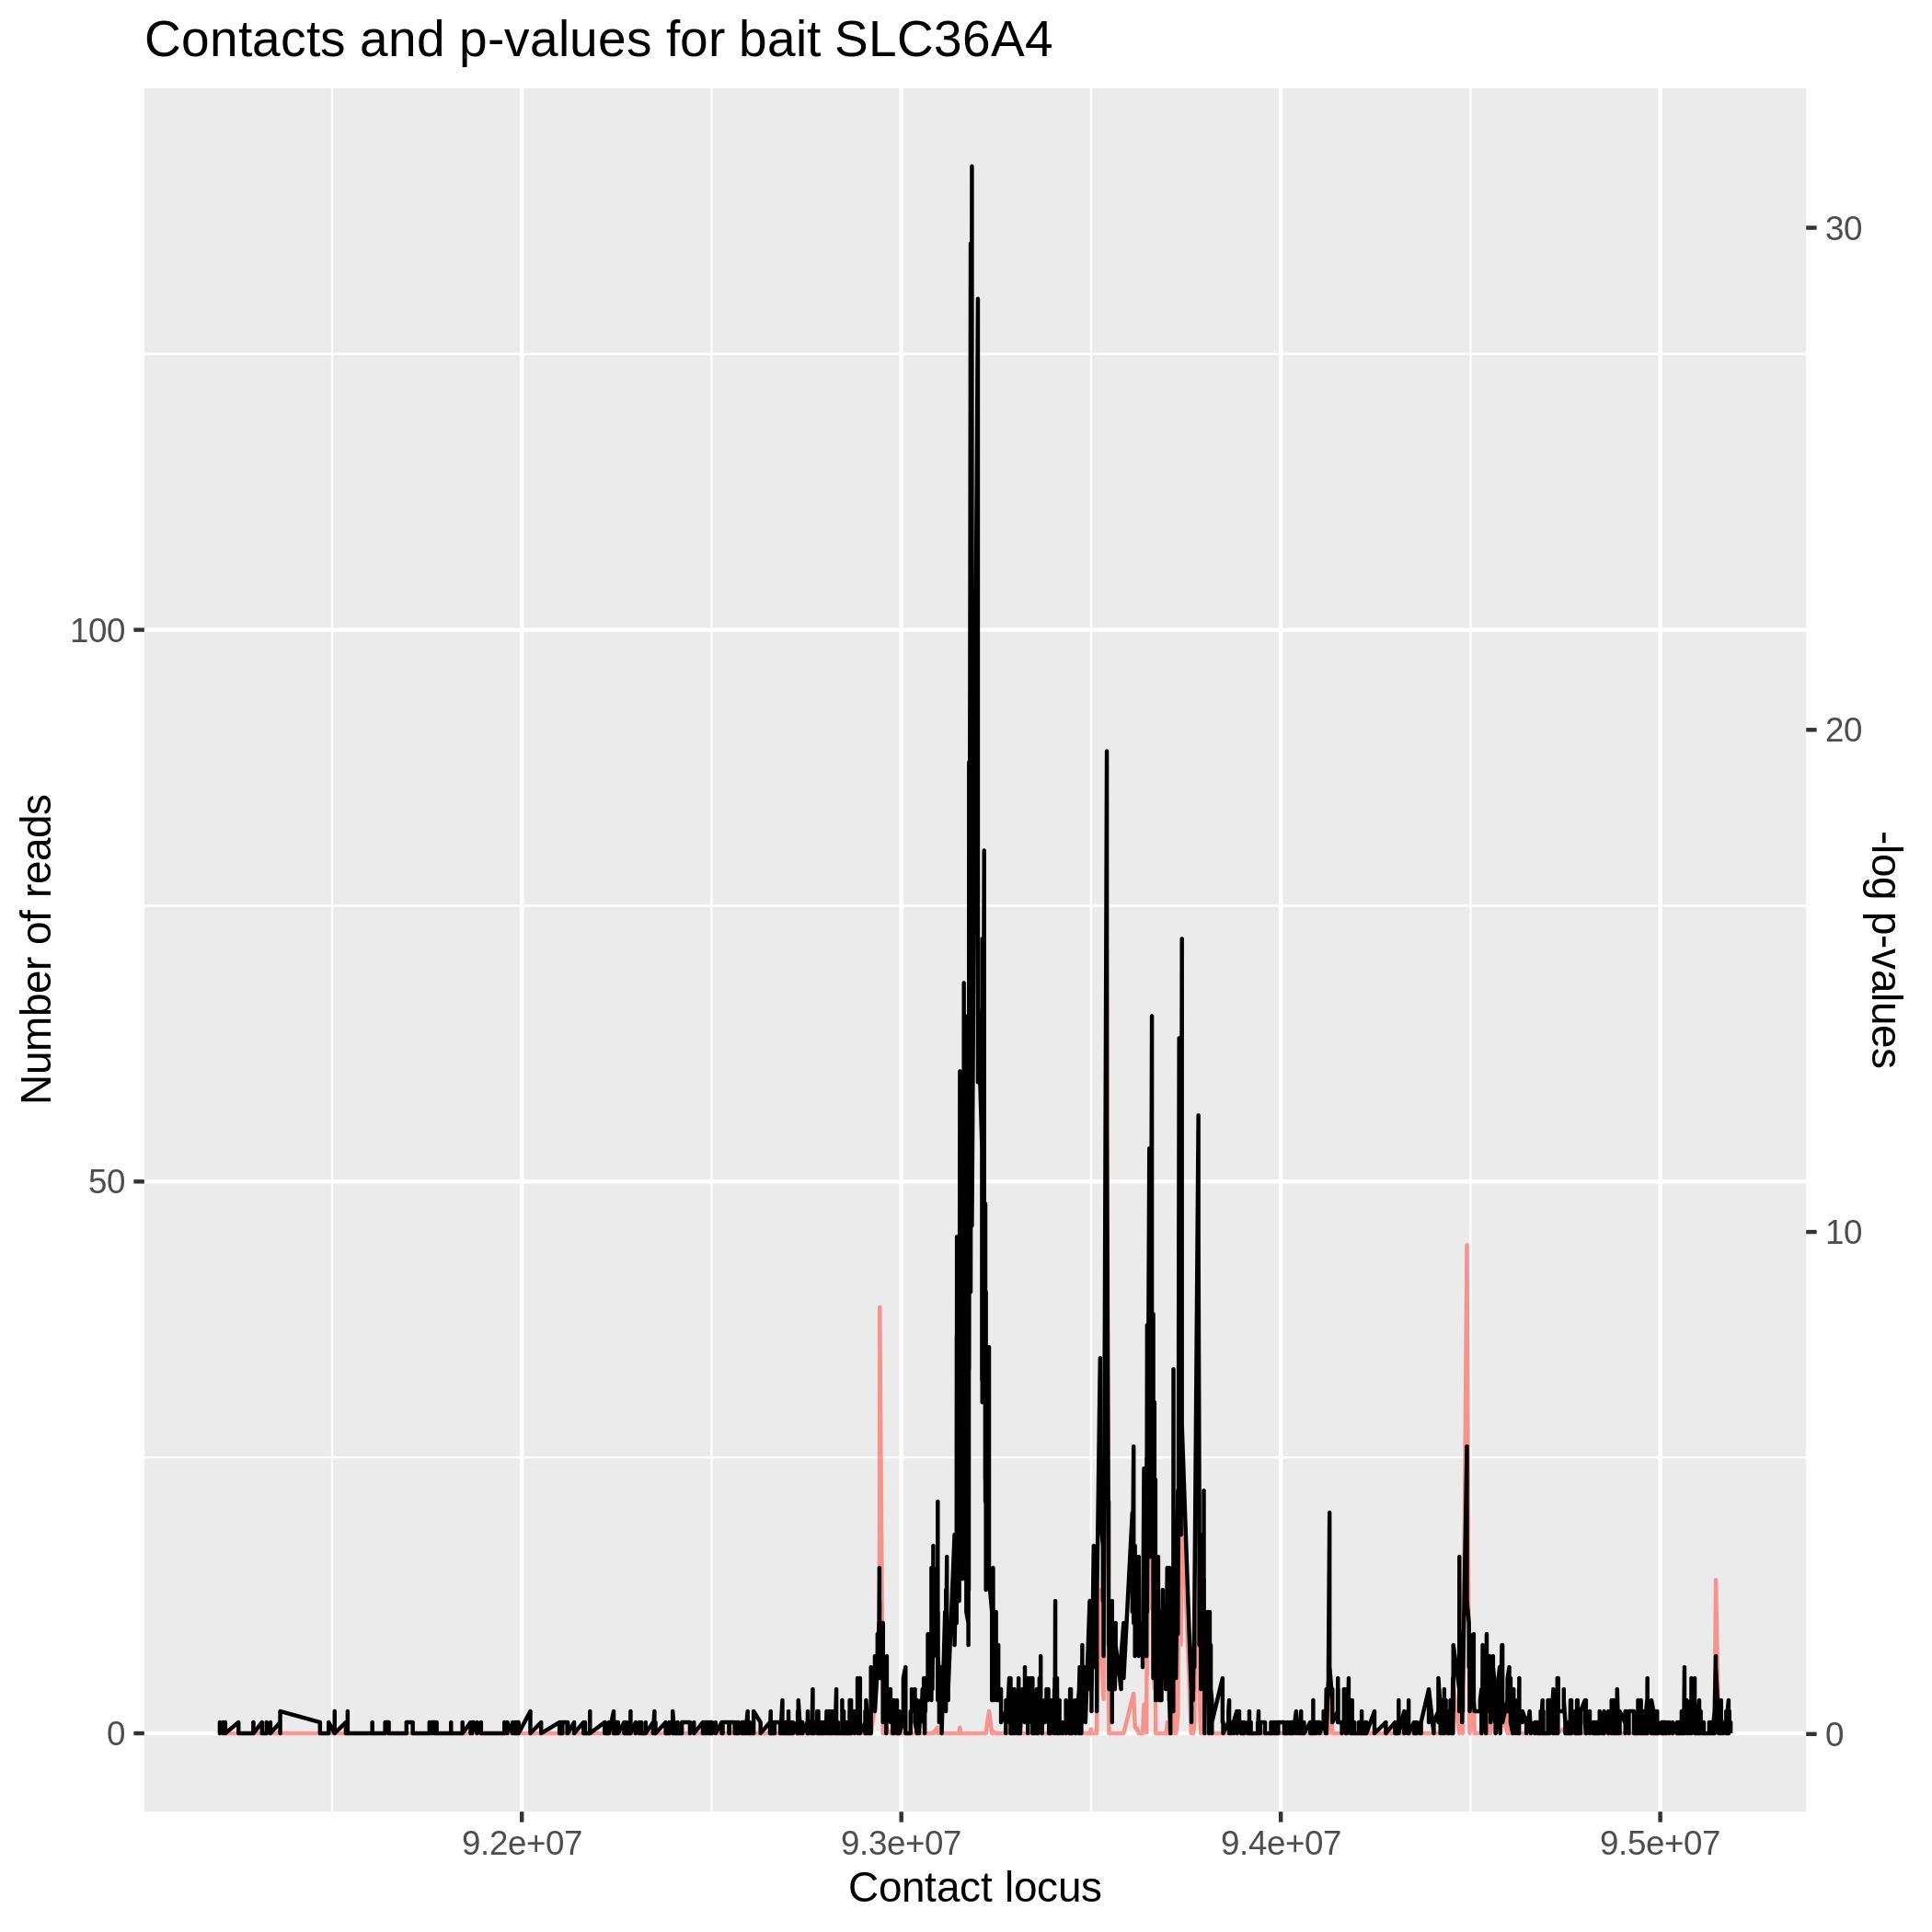 Contacts and p-values for bait SLC36A4
Number of reads
100
50
0
30
20
10
0
-log p-values
9.2e+07
9.3e+07
9.4e+07
9.5e+07
Contact locus